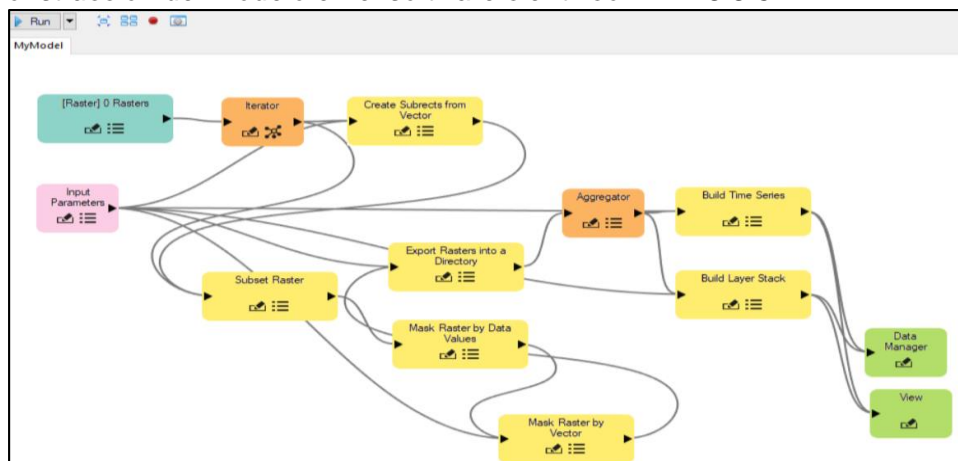 Run
MyModel
[Raster] 0 Rasters
Iterator
Create Subrects from
Vector
Input
Parameters
Aggregator
Build Time Series
Export Rasters into a
Directory
Subset Raster
Build Layer Stack
Mask Raster by Data
Values
Data
Manager
View
Mask Raster by
Vector